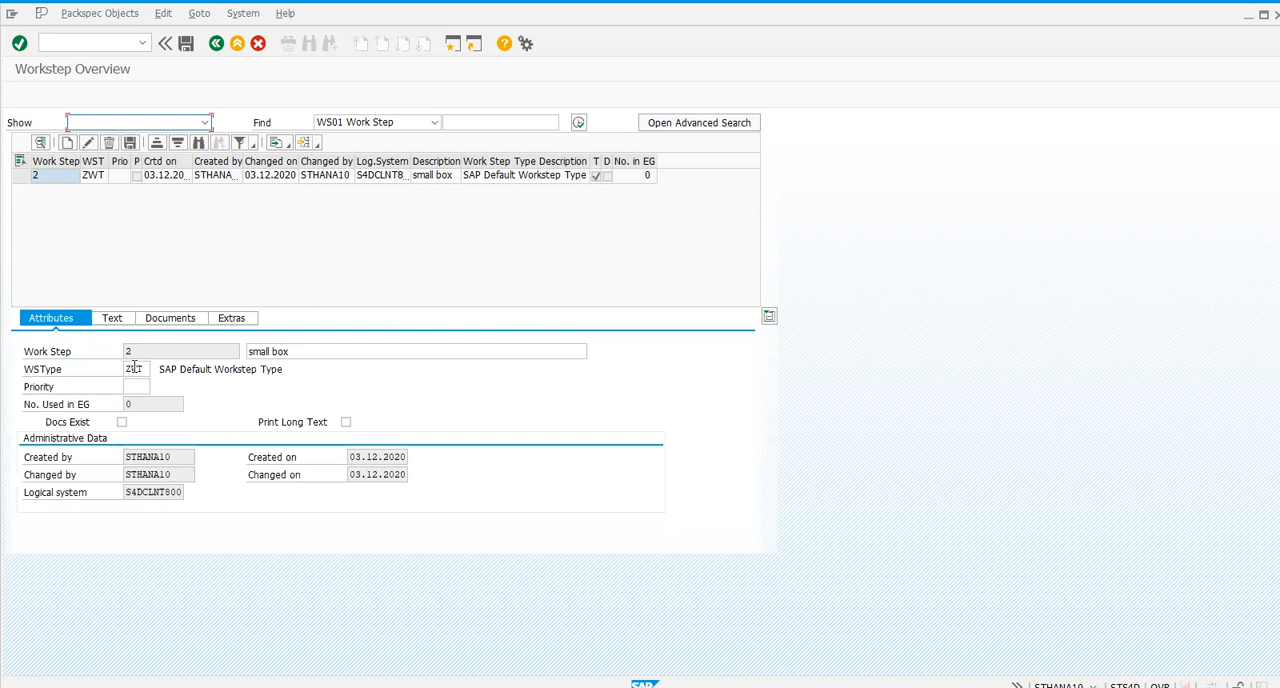 Packspec Objects Edit Goto System Help
Workstep Overview
Show Find WS01 Work Step Open Advanced Search
Work Step WST Prio P Crtd on Created by Changed on Changed by Log.System Description Work Step Type Description T D No. in EG
2 ZWT 03.12.20... STHANA... 03.12.2020 STHANA10 S4DCLNT8... small box SAP Default Workstep Type 0
Attributes Text Documents Extras
Work Step 2 small box
WSType ZWT SAP Default Workstep Type
Priority
No. Used in EG 0
Docs Exist Print Long Text
Administrative Data
Created by STHANA10 Created on 03.12.2020
Changed by STHANA10 Changed on 03.12.2020
Logical system S4DCLNT800
SAP STHANA10 STS4D OVR